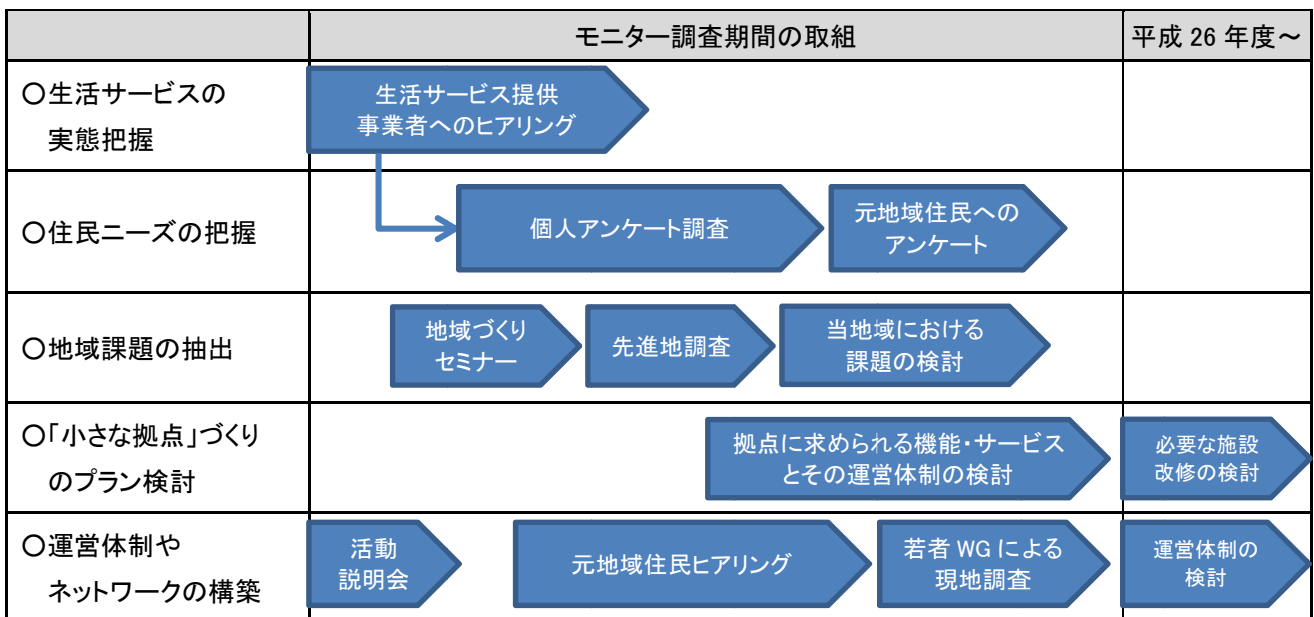 モニター調査期間の取組
平成 26 年度～
〇生活サービスの
実態把握
生活サービス提供
事業者へのヒアリング
〇住民ニーズの把握
個人アンケート調査
元地域住民への
アンケート
〇地域課題の抽出
地域づくり
セミナー
先進地調査
当地域における
課題の検討
〇「小さな拠点」づくり
のプラン検討
拠点に求められる機能・サービス
とその運営体制の検討
必要な施設
改修の検討
〇運営体制や
ネットワークの構築
活動
説明会
元地域住民ヒアリング
若者 WG による
現地調査
運営体制の
検討